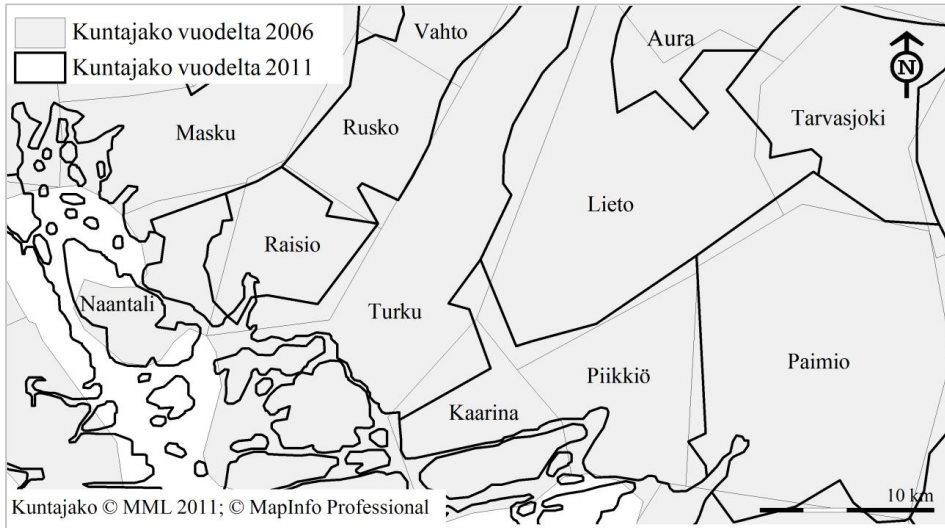 Kuntajako vuodelta 2006
Kuntajako vuodelta 2011
Vahto
Aura
N
Masku
Rusko
Tarvasjoki
Lieto
Raisio
Naantali
Turku
Paimio
Piikkiö
Kaarina
10 km
Kuntajako © MML 2011; © MapInfo Professional